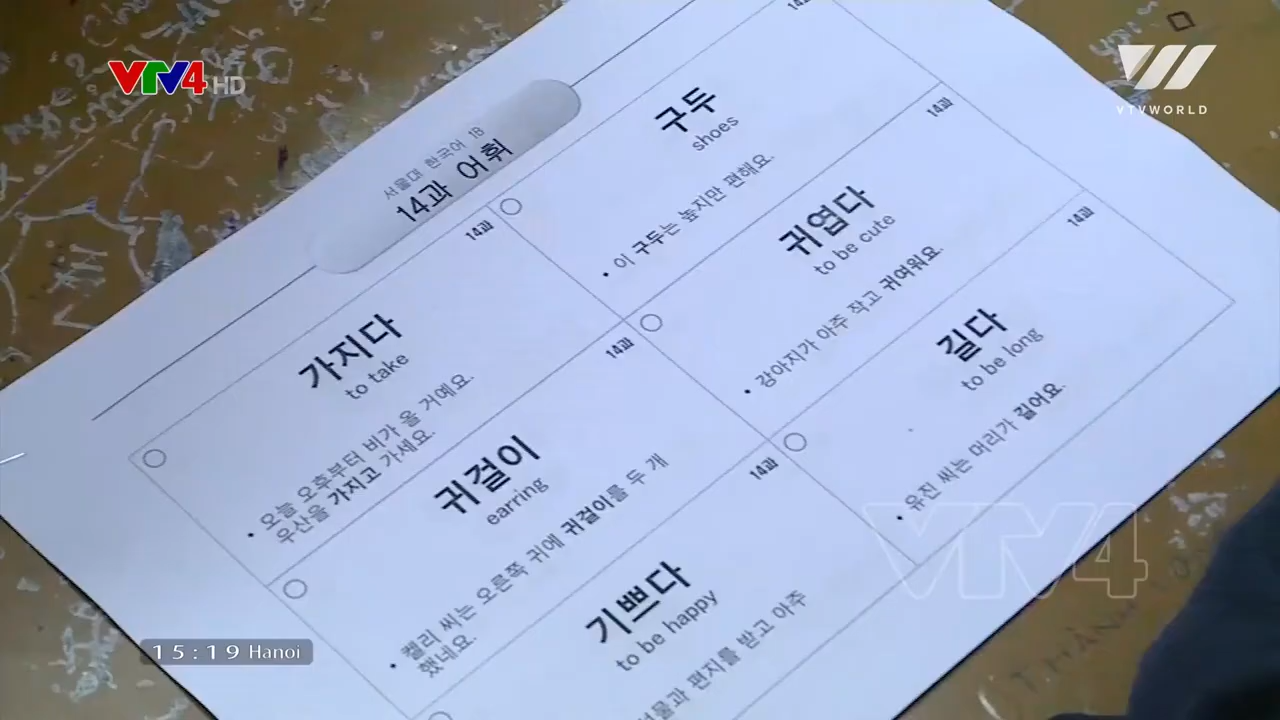 VTV4 HD
VTVWORLD
서울대 한국어 1B
14과 어휘
14과
가지다
to take
• 오늘 오후부터 비가 올 거예요.
우산을 가지고 가세요.
구두
shoes
• 이 구두는 높지만 편해요.
14과
귀걸이
earring
• 켈리 씨는 오른쪽 귀에 귀걸이를 두 개
했네요.
14과
귀엽다
to be cute
• 강아지가 아주 작고 귀여워요.
14과
기쁘다
to be happy
편지를 받고 아주
14과
길다
to be long
• 유진 씨는 머리가 길어요.
VTV4
15:19 Hanoi